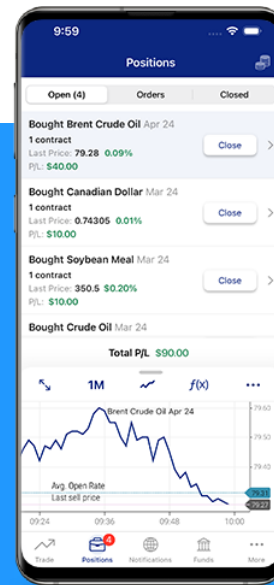 9:59
Positions
Open (4) Orders Closed
Bought Brent Crude Oil Apr 24
1 contract
Last Price: 79.28 0.09%
P/L: $40.00
Close
Bought Canadian Dollar Mar 24
1 contract
Last Price: 0.74305 0.01%
P/L: $10.00
Close
Bought Soybean Meal Mar 24
1 contract
Last Price: 350.5 $0.20%
P/L: $10.00
Close
Bought Crude Oil Mar 24
Total P/L $90.00
1M f(x)
Brent Crude Oil Apr 24
79.60
79.50
79.40
Avg. Open Rate
79.31
Last sell price
79.27
09:24 09:36 09:48 10:00
4
Trade Positions Notifications Funds More